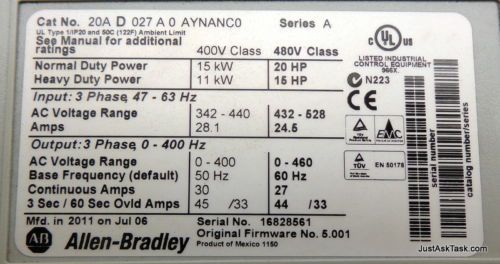 Cat No. 20A D 027 A 0 AYNANC0 Series A
UL Type 1/IP20 and 50C (122F) Ambient Limit
See Manual for additional
ratings 400V Class 480V Class
Normal Duty Power 15 kW 20 HP
Heavy Duty Power 11 kW 15 HP
Input: 3 Phase, 47 - 63 Hz
AC Voltage Range 342 - 440 432 - 528
Amps 28.1 24.5
Output: 3 Phase, 0 - 400 Hz
AC Voltage Range 0 - 400 0 - 460
Base Frequency (default) 50 Hz 60 Hz
Continuous Amps 30 27
3 Sec / 60 Sec Ovld Amps 45 /33 44 /33
Mfd. in 2011 on Jul 06 Serial No. 16828561
AB Allen-Bradley Original Firmware No. 5.001
Product of Mexico 1150
C UL US
LISTED INDUSTRIAL
CONTROL EQUIPMENT
966X.
CE N223
TÜV EMC
TÜV EN 50178
serial number
catalog number/series
JustAskTask.com